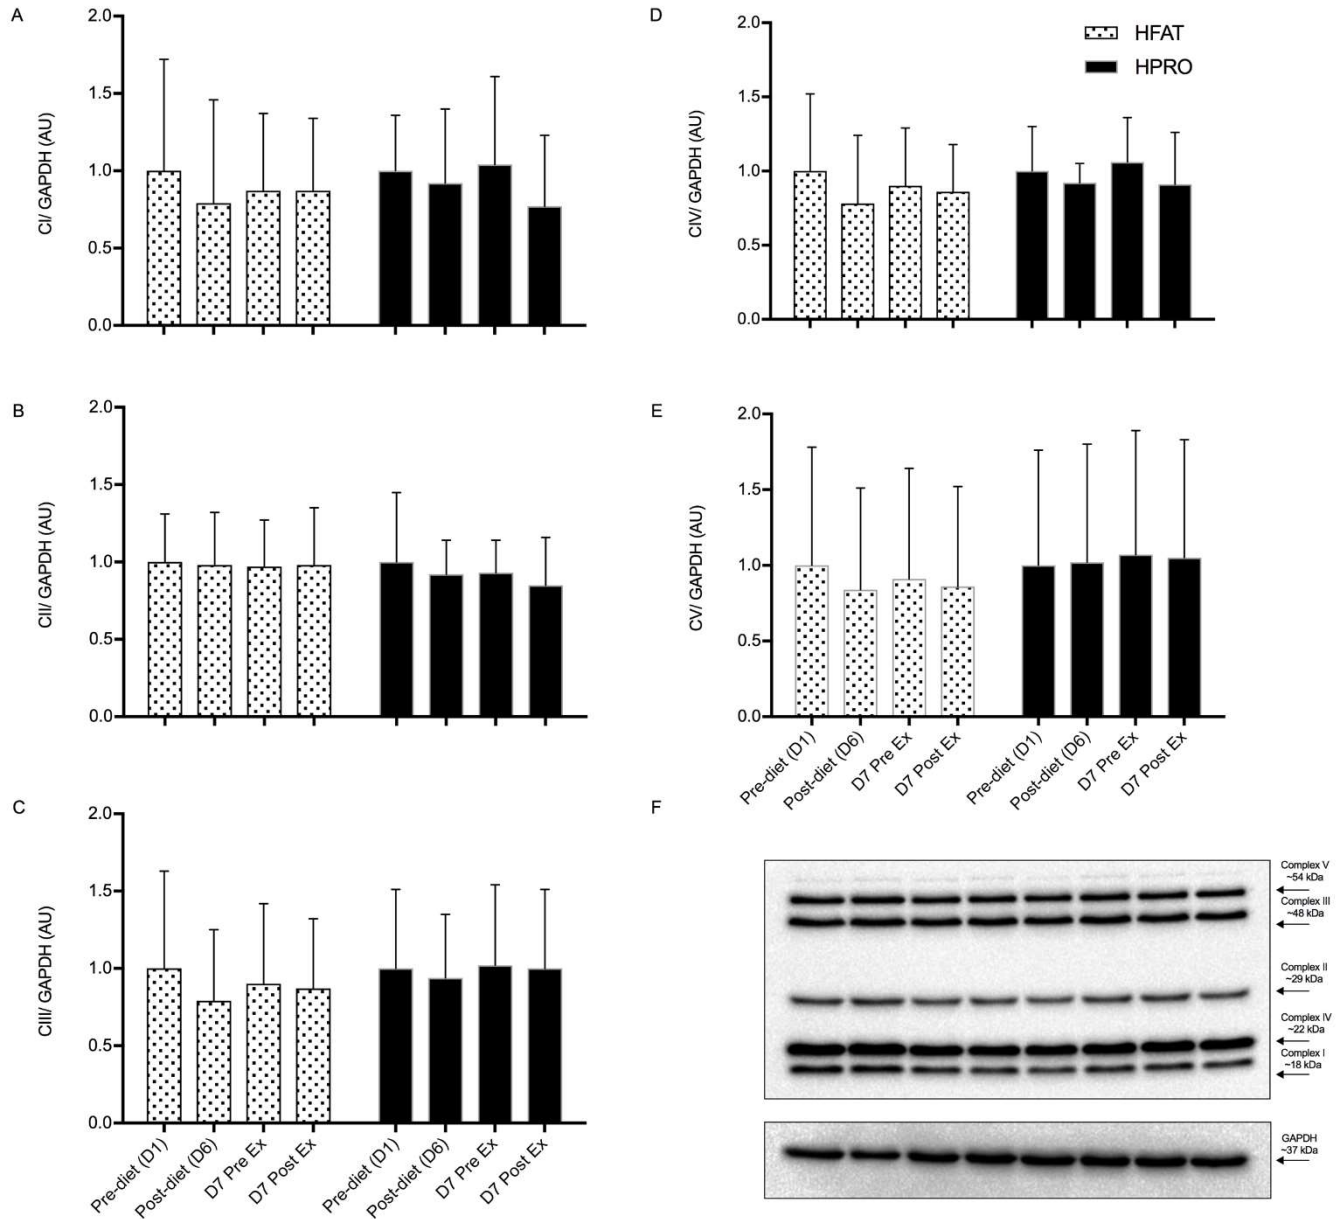 A
2.0
1.5
1.0
0.5
0.0
CI/ GAPDH (AU)
B
2.0
1.5
1.0
0.5
0.0
CII/ GAPDH (AU)
C
2.0
1.5
1.0
0.5
0.0
CIII/ GAPDH (AU)
Pre-diet (D1)
Post-diet (D6)
D7 Pre Ex
D7 Post Ex
Pre-diet (D1)
Post-diet (D6)
D7 Pre Ex
D7 Post Ex
D
HFAT
HPRO
2.0
1.5
1.0
0.5
0.0
CIV/ GAPDH (AU)
E
2.0
1.5
1.0
0.5
0.0
CV/ GAPDH (AU)
Pre-diet (D1)
Post-diet (D6)
D7 Pre Ex
D7 Post Ex
Pre-diet (D1)
Post-diet (D6)
D7 Pre Ex
D7 Post Ex
F
Complex V
~54 kDa
Complex III
~48 kDa
Complex II
~29 kDa
Complex IV
~22 kDa
Complex I
~18 kDa
GAPDH
~37 kDa